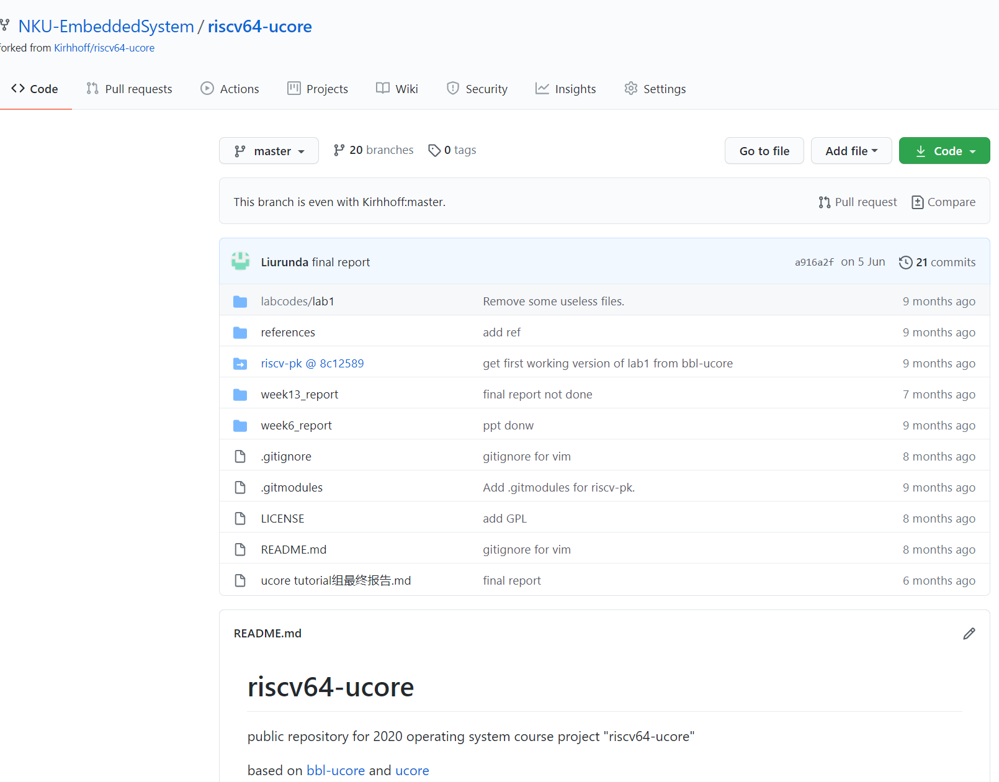 NKU-EmbeddedSystem / riscv64-ucore
forked from Kirhhoff/riscv64-ucore
Code Pull requests Actions Projects Wiki Security Insights Settings
master 20 branches 0 tags Go to file Add file Code
This branch is even with Kirhhoff:master. Pull request Compare
Liurunda final report a916a2f on 5 Jun 21 commits
labcodes/lab1 Remove some useless files. 9 months ago
references add ref 9 months ago
riscv-pk @ 8c12589 get first working version of lab1 from bbl-ucore 9 months ago
week13_report final report not done 7 months ago
week6_report ppt donw 9 months ago
.gitignore gitignore for vim 8 months ago
.gitmodules Add .gitmodules for riscv-pk. 9 months ago
LICENSE add GPL 8 months ago
README.md gitignore for vim 8 months ago
ucore tutorial组最终报告.md final report 6 months ago
README.md
riscv64-ucore
public repository for 2020 operating system course project "riscv64-ucore"
based on bbl-ucore and ucore